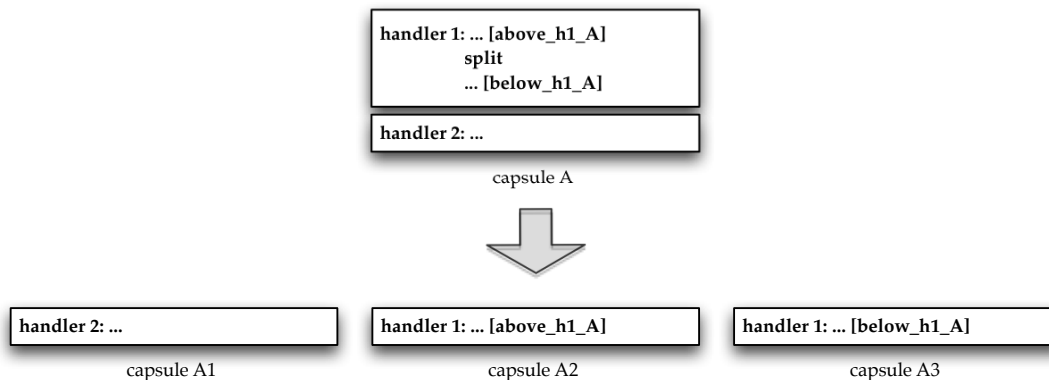 handler 1: ... [above_h1_A]
split
... [below_h1_A]
handler 2: ...
capsule A
handler 2: ...
handler 1: ... [above_h1_A]
handler 1: ... [below_h1_A]
capsule A1
capsule A2
capsule A3